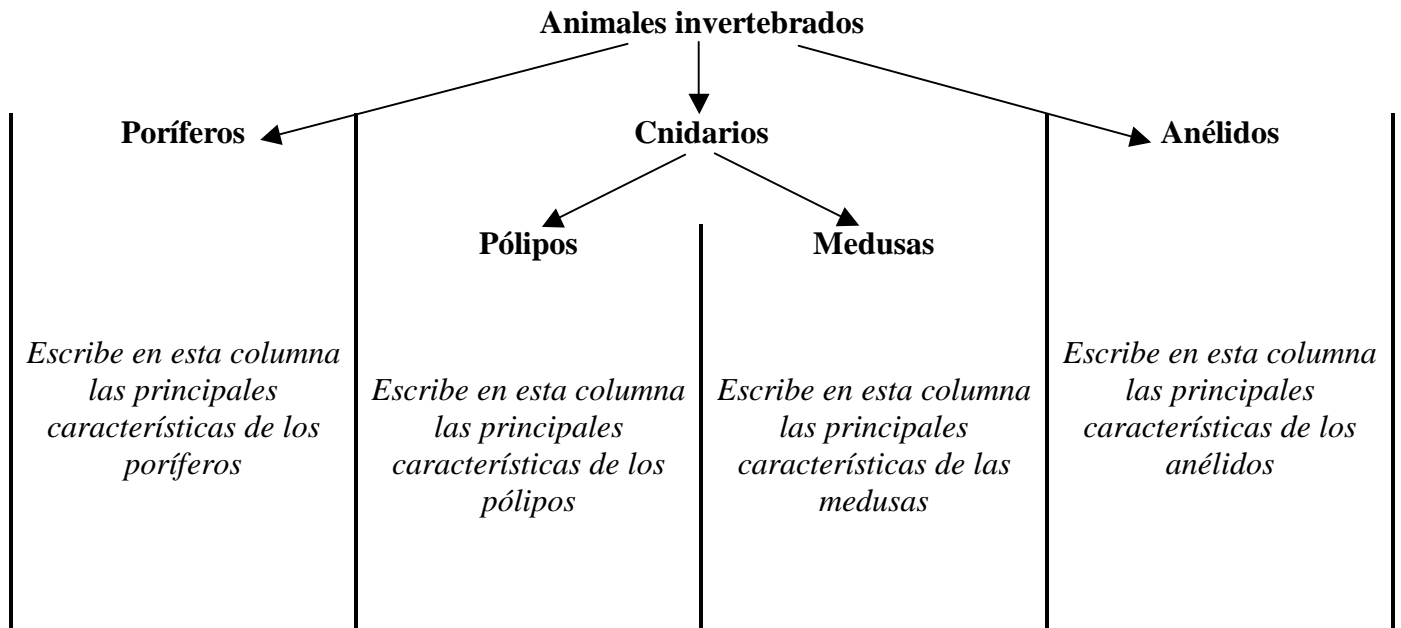 Animales invertebrados
Poríferos
Cnidarios
Anélidos
Pólipos
Medusas
Escribe en esta columna
las principales
características de los
poríferos
Escribe en esta columna
las principales
características de los
pólipos
Escribe en esta columna
las principales
características de las
medusas
Escribe en esta columna
las principales
características de los
anélidos